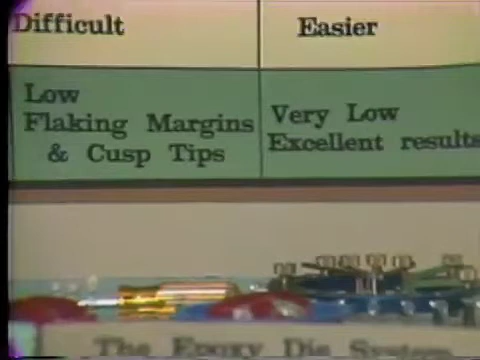 Difficult
Easier
Low
Flaking Margins
& Cusp Tips
Very Low
Excellent results
The Epoxy Die System